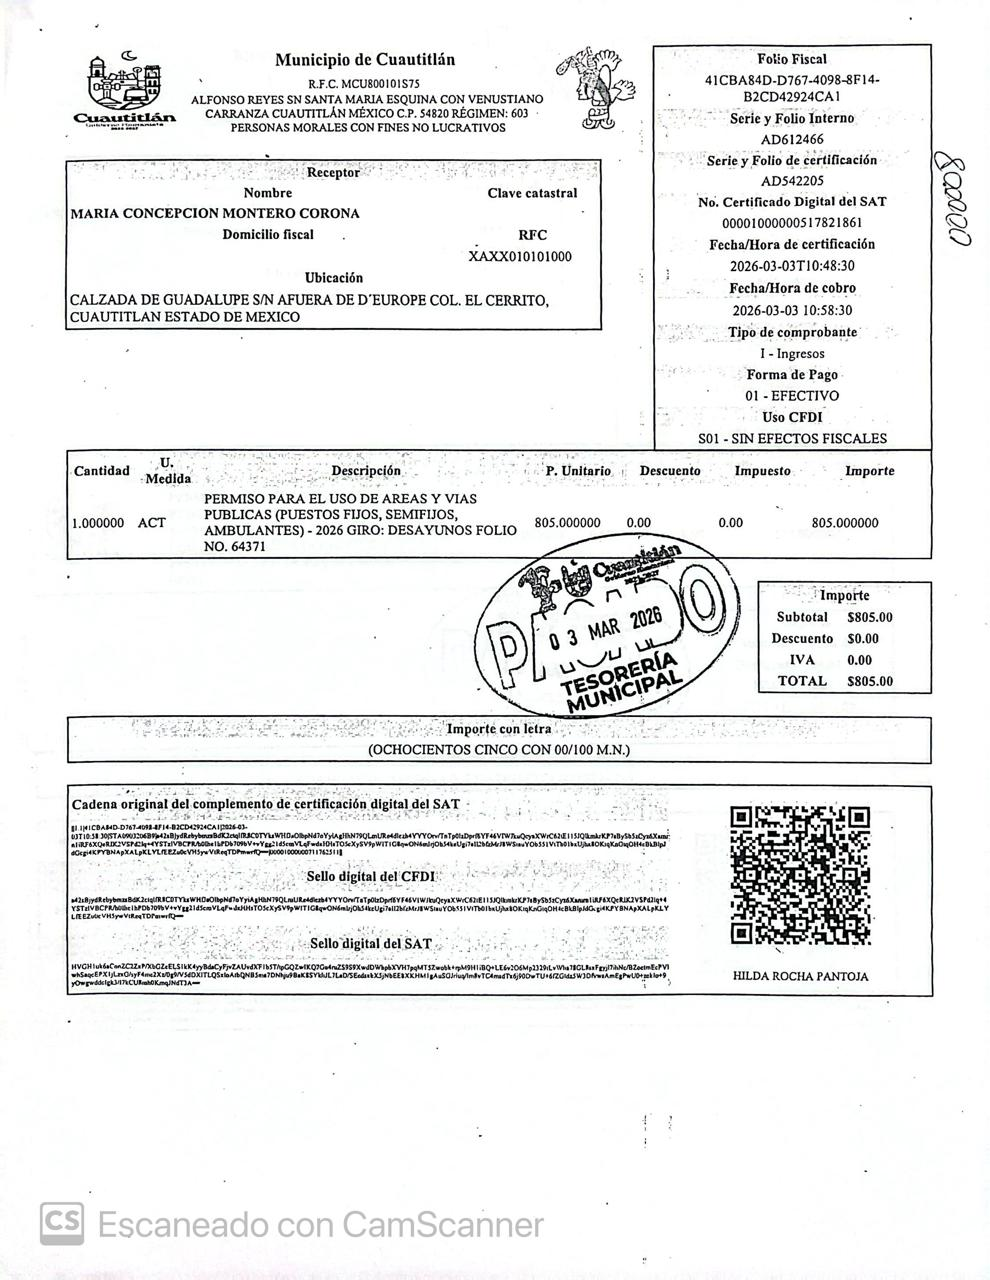 Cuautitlán
Municipio de Cuautitlán
R.F.C. MCU800101S75
ALFONSO REYES SN SANTA MARIA ESQUINA CON VENUSTIANO
CARRANZA CUAUTITLÁN MÉXICO C.P. 54820 RÉGIMEN: 603
PERSONAS MORALES CON FINES NO LUCRATIVOS
Folio Fiscal
41CBA84D-D767-4098-8F14-
B2CD42924CA1
Serie y Folio Interno
AD612466
Serie y Folio de certificación
AD542205
No. Certificado Digital del SAT
00001000000517821861
Fecha/Hora de certificación
2026-03-03T10:48:30
Fecha/Hora de cobro
2026-03-03 10:58:30
Tipo de comprobante
I - Ingresos
Forma de Pago
01 - EFECTIVO
Uso CFDI
S01 - SIN EFECTOS FISCALES
Receptor
Nombre Clave catastral
MARIA CONCEPCION MONTERO CORONA
Domicilio fiscal RFC
XAXX010101000
Ubicación
CALZADA DE GUADALUPE S/N AFUERA DE D´EUROPE COL. EL CERRITO,
CUAUTITLAN ESTADO DE MEXICO
Cantidad U. Medida Descripción P. Unitario Descuento Impuesto Importe
PERMISO PARA EL USO DE AREAS Y VIAS
PUBLICAS (PUESTOS FIJOS, SEMIFIJOS,
1.000000 ACT AMBULANTES) - 2026 GIRO: DESAYUNOS FOLIO 805.000000 0.00 0.00 805.000000
NO. 64371
Cuautitlán
PAGADO
03 MAR 2026
TESORERÍA
MUNICIPAL
Importe
Subtotal $805.00
Descuento $0.00
IVA 0.00
TOTAL $805.00
Importe con letra
(OCHOCIENTOS CINCO CON 00/100 M.N.)
Cadena original del complemento de certificación digital del SAT
Sello digital del CFDI
Sello digital del SAT
HILDA ROCHA PANTOJA
CS Escaneado con CamScanner